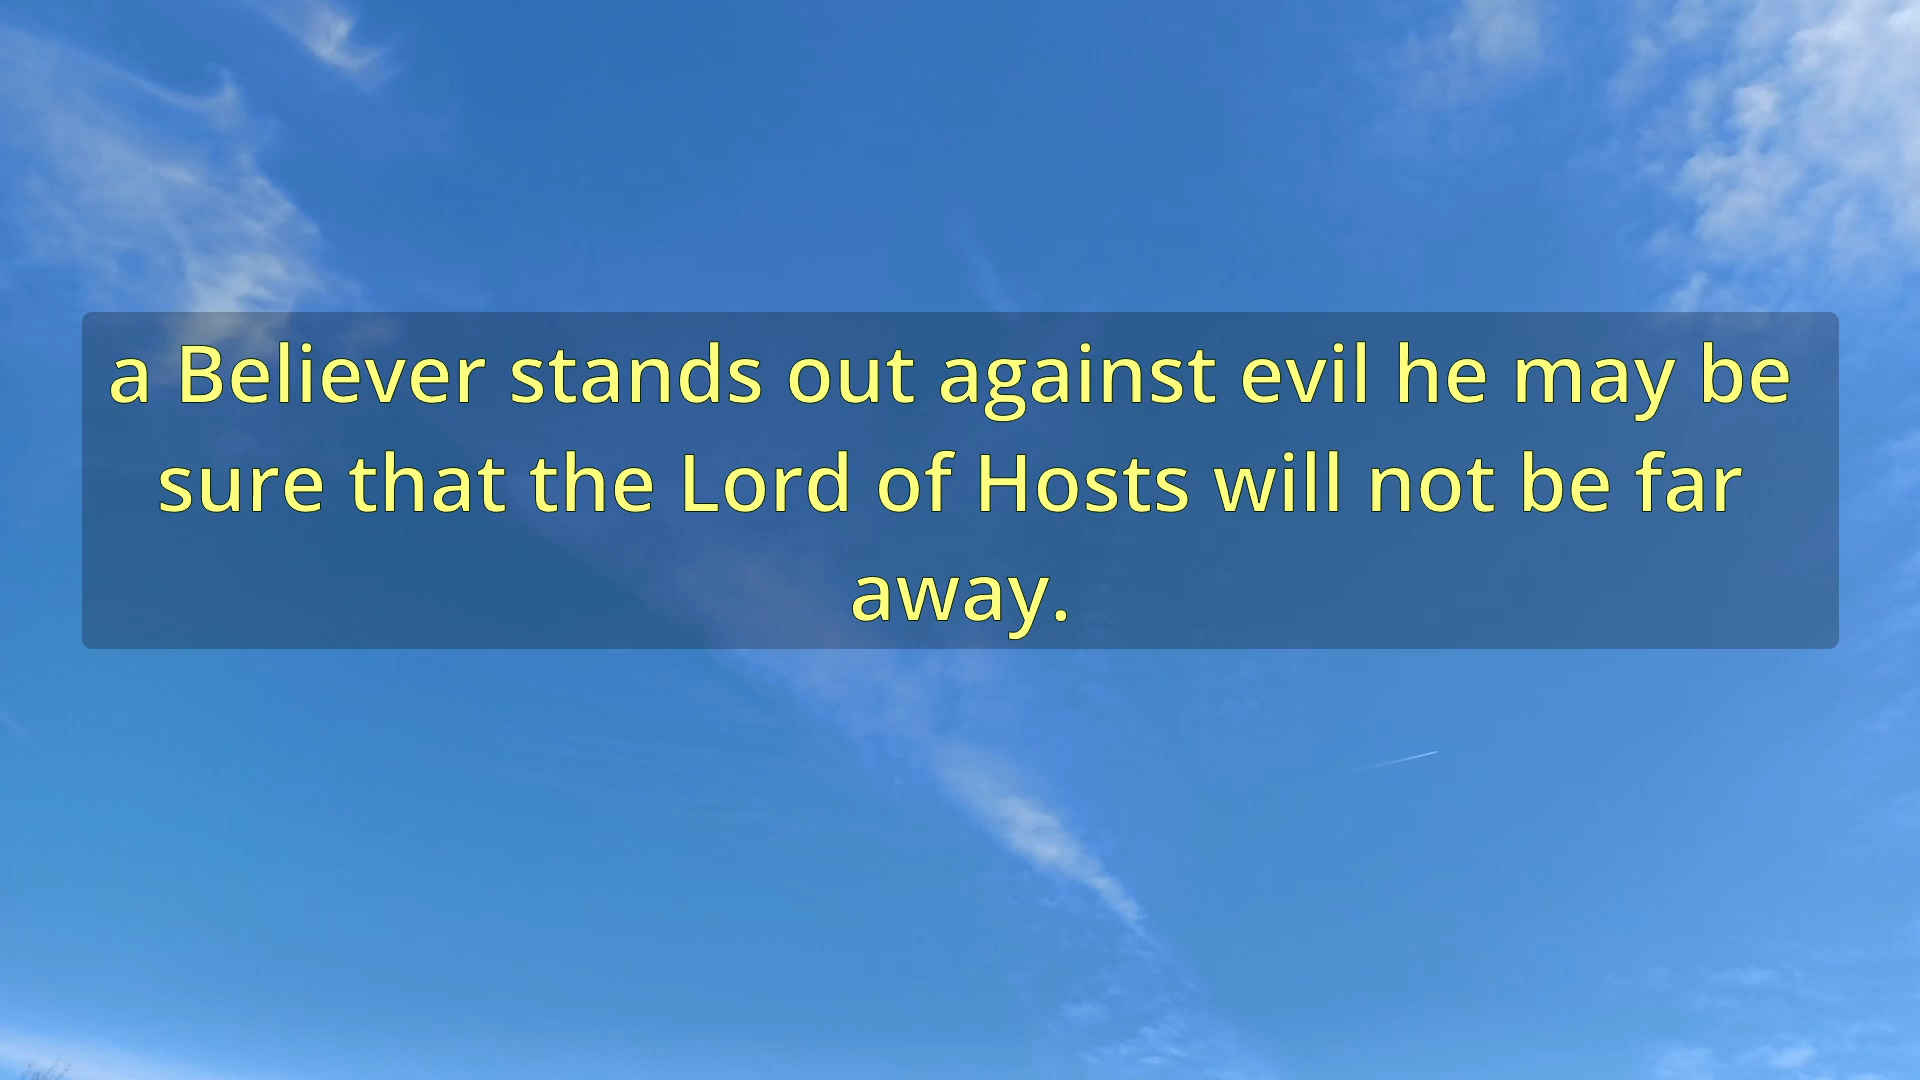 a Believer stands out against evil he may be
sure that the Lord of Hosts will not be far
away.